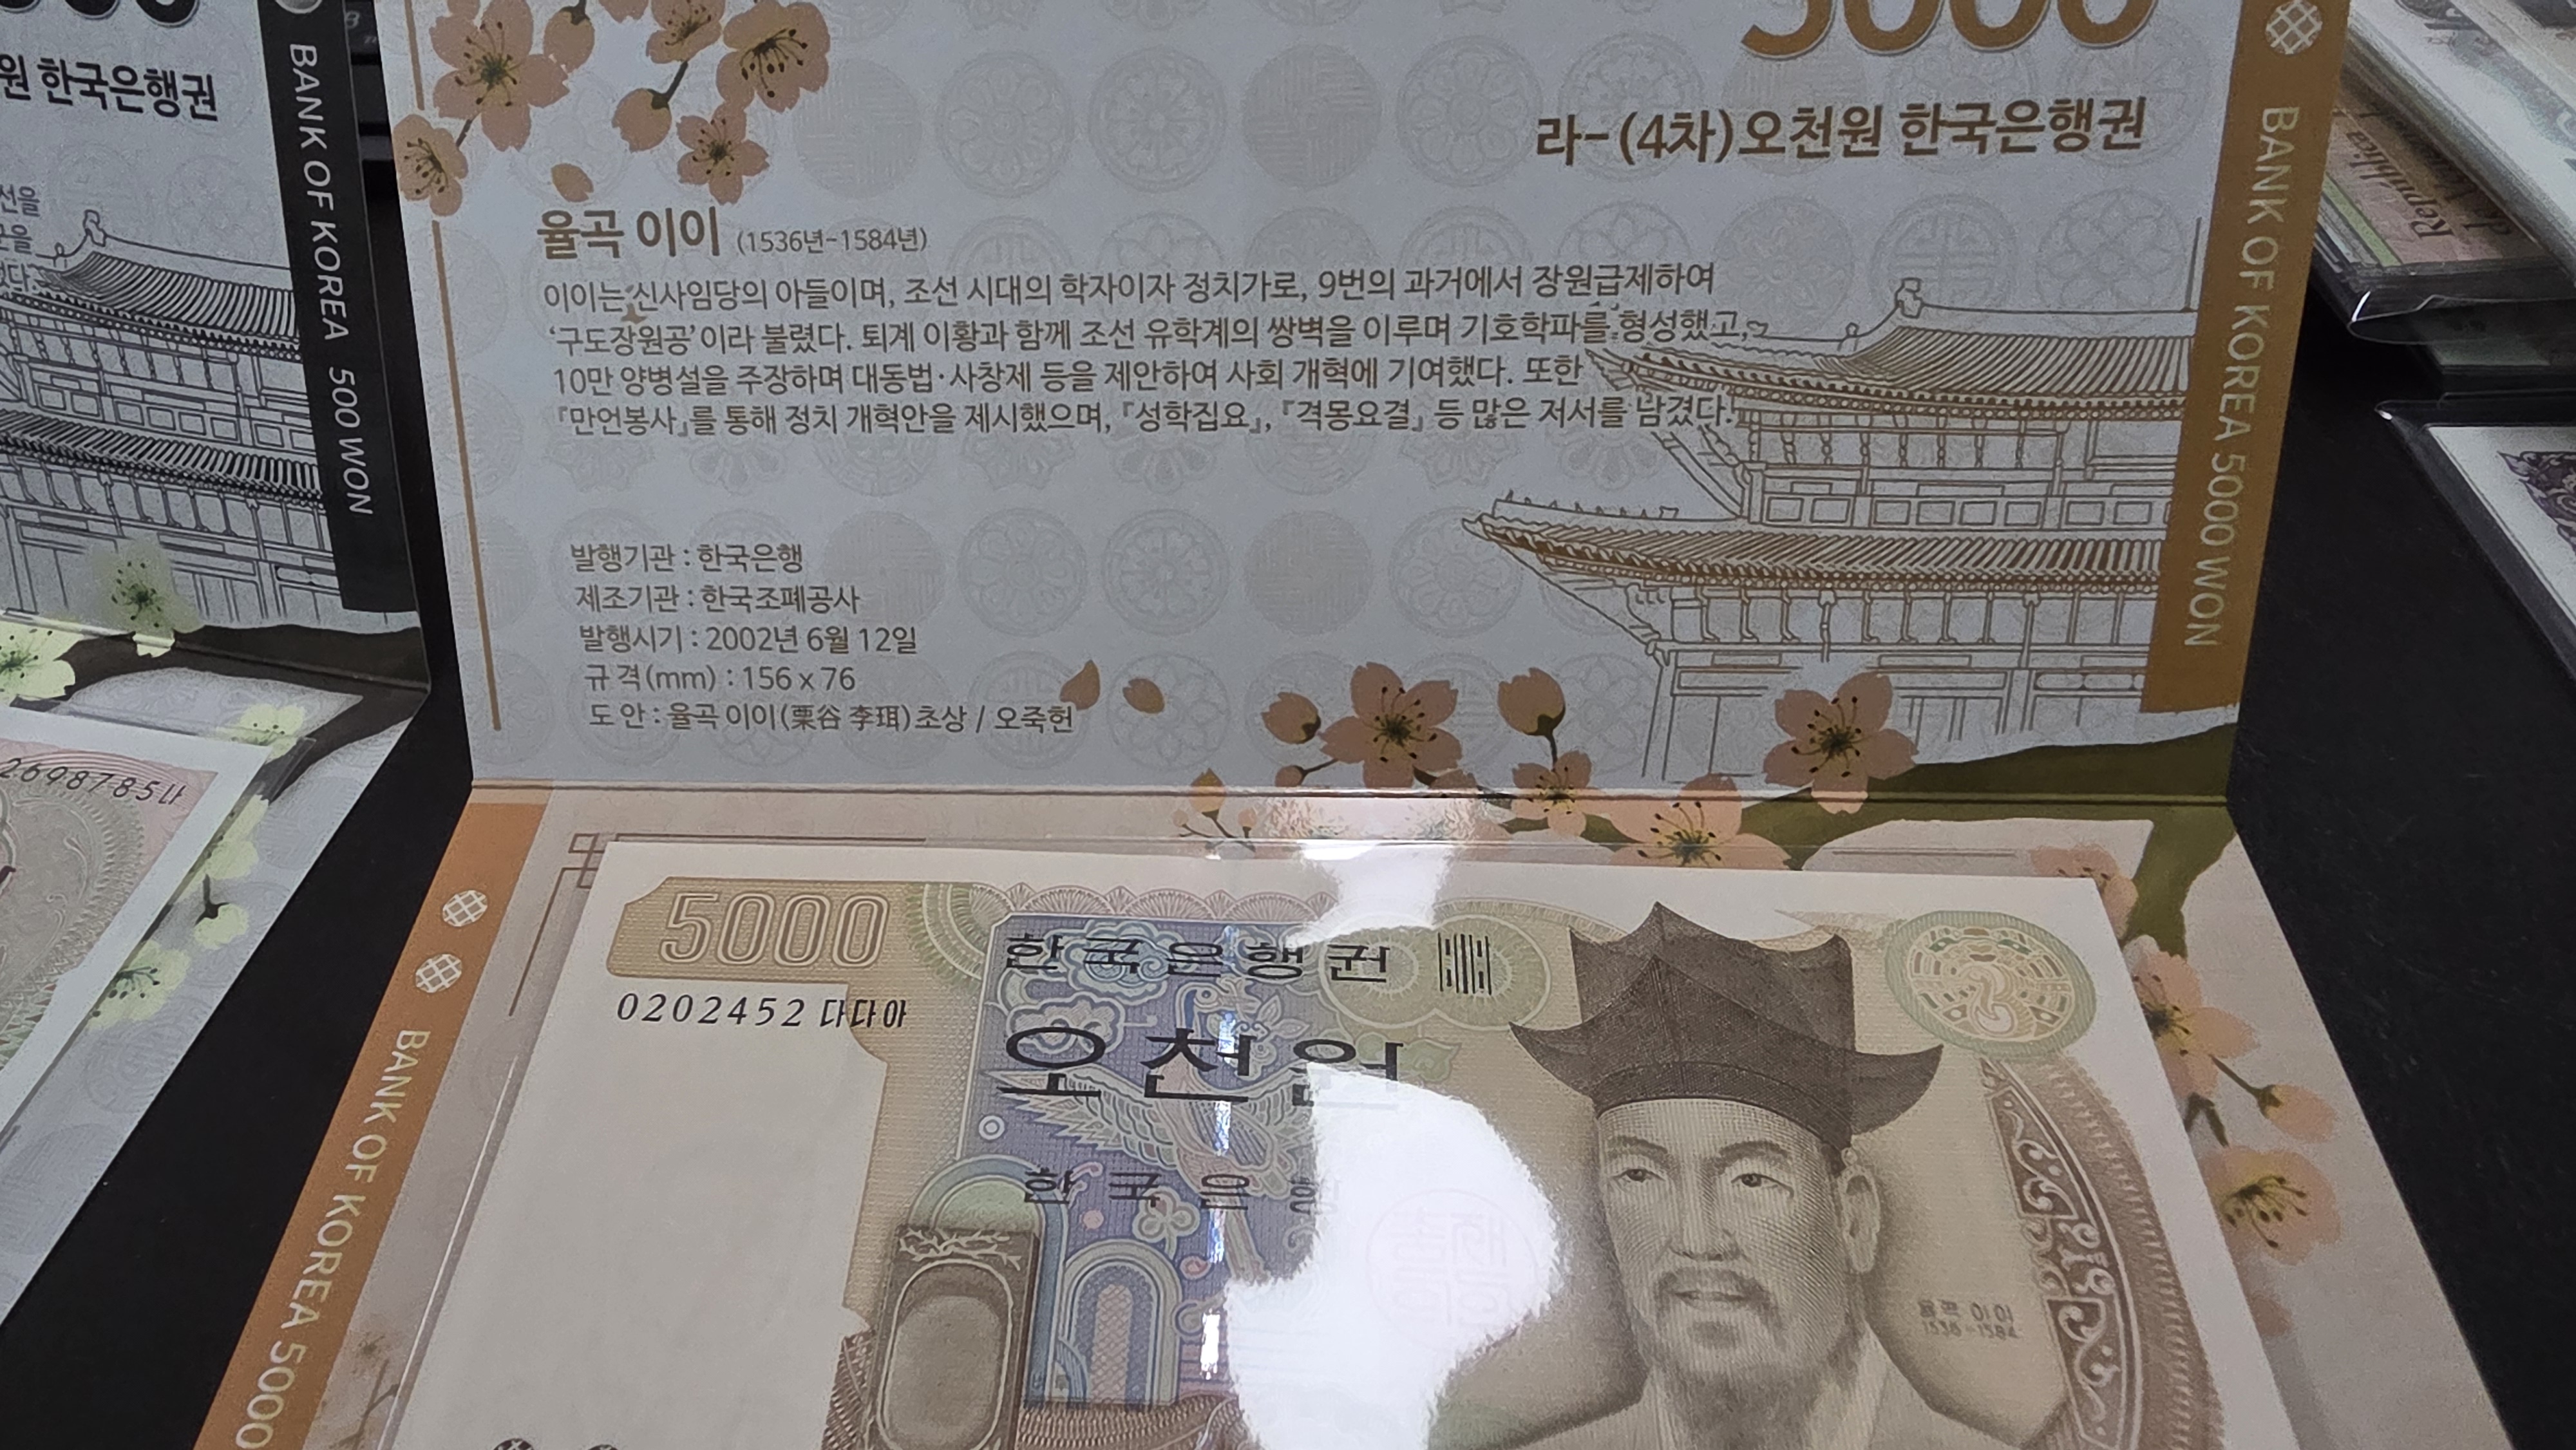 원 한국은행권
BANK OF KOREA 500 WON
선을
2698785나
5000
라-(4차)오천원 한국은행권
율곡 이이 (1536년-1584년)
이이는 신사임당의 아들이며, 조선 시대의 학자이자 정치가로, 9번의 과거에서 장원급제하여
‘구도장원공’이라 불렸다. 퇴계 이황과 함께 조선 유학계의 쌍벽을 이루며 기호학파를 형성했고,
10만 양병설을 주장하며 대동법·사창제 등을 제안하여 사회 개혁에 기여했다. 또한
『만언봉사』를 통해 정치 개혁안을 제시했으며, 『성학집요』, 『격몽요결』 등 많은 저서를 남겼다.
발행기관 : 한국은행
제조기관 : 한국조폐공사
발행시기 : 2002년 6월 12일
규 격(mm) : 156 x 76
도 안 : 율곡 이이(栗谷 李珥) 초상 / 오죽헌
BANK OF KOREA 5000 WON
BANK OF KOREA 5000
5000
한국은행권
0202452 다다아
오천원
한국은행
율곡 이이
1536-1584
Republica